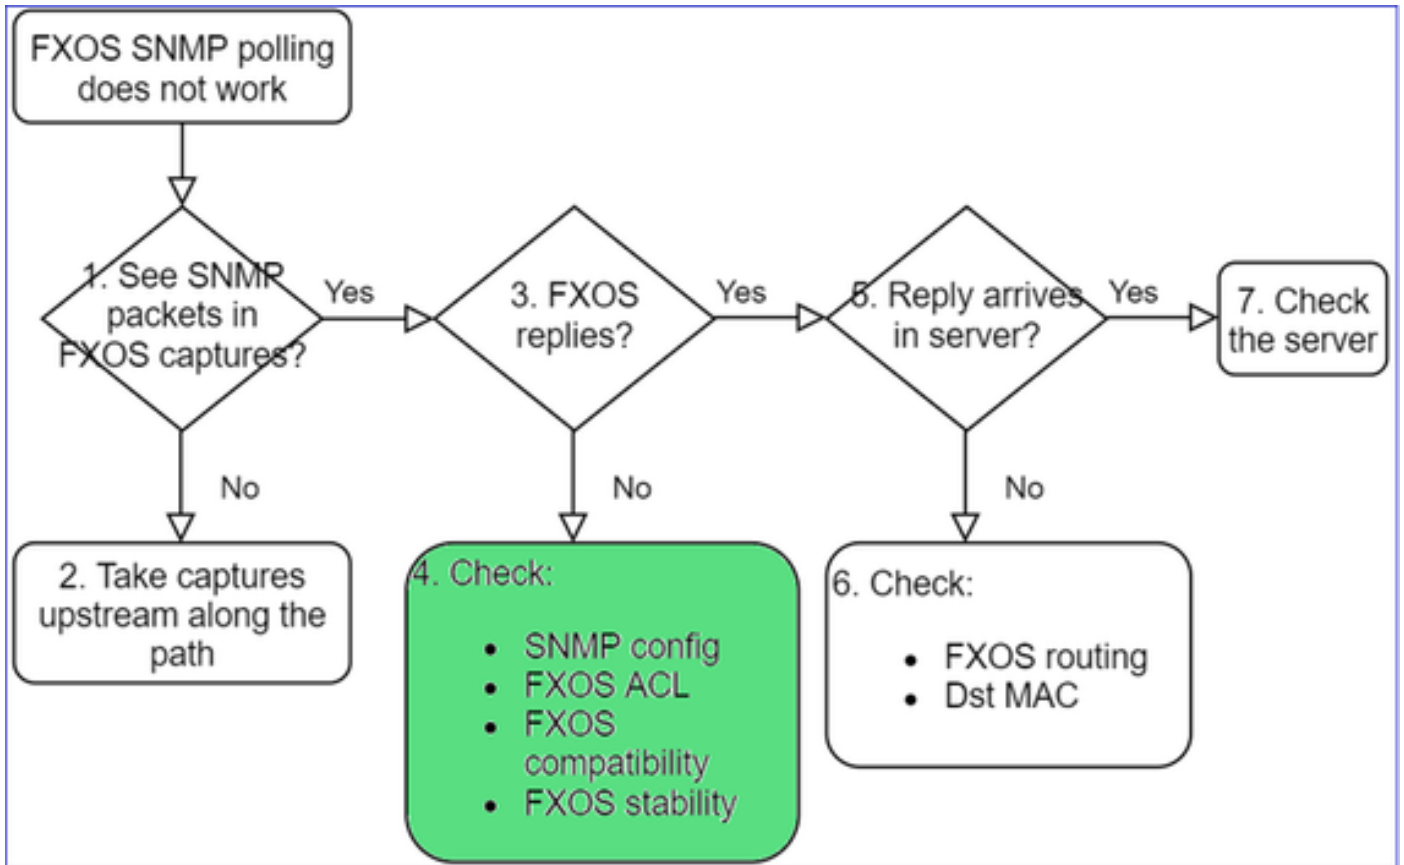 FXOS SNMP polling
does not work
1. See SNMP
packets in
FXOS captures?
Yes
3. FXOS
replies?
Yes
5. Reply arrives
in server?
Yes
7. Check
the server
No
No
No
2. Take captures
upstream along the
path
4. Check:
• SNMP config
• FXOS ACL
• FXOS
compatibility
• FXOS stability
6. Check:
• FXOS routing
• Dst MAC